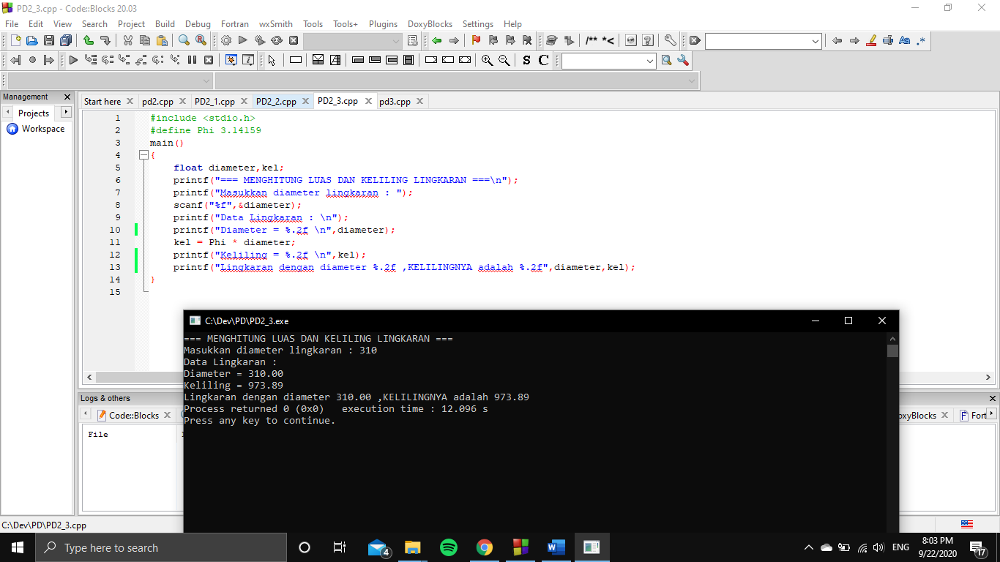 PD2_3.cpp - Code::Blocks 20.03
File Edit View Search Project Build Debug Fortran wxSmith Tools Tools+ Plugins DoxyBlocks Settings Help
/** *<
S C
Management
Projects
Workspace
Start here pd2.cpp PD2_1.cpp PD2_2.cpp PD2_3.cpp pd3.cpp
1 #include <stdio.h>
2 #define Phi 3.14159
3 main()
4 {
5 float diameter,kel;
6 printf("=== MENGHITUNG LUAS DAN KELILING LINGKARAN ===\n");
7 printf("Masukkan diameter lingkaran : ");
8 scanf("%f",&diameter);
9 printf("Data Lingkaran : \n");
10 printf("Diameter = %.2f \n",diameter);
11 kel = Phi * diameter;
12 printf("Keliling = %.2f \n",kel);
13 printf("Lingkaran dengan diameter %.2f ,KELILINGNYA adalah %.2f",diameter,kel);
14 }
15
C:\Dev\PD\PD2_3.exe
=== MENGHITUNG LUAS DAN KELILING LINGKARAN ===
Masukkan diameter lingkaran : 310
Data Lingkaran :
Diameter = 310.00
Keliling = 973.89
Lingkaran dengan diameter 310.00 ,KELILINGNYA adalah 973.89
Process returned 0 (0x0) execution time : 12.096 s
Press any key to continue.
Logs & others
Code::Blocks
oxyBlocks Fort
File
C:\Dev\PD\PD2_3.cpp
Type here to search
4
ENG
8:03 PM
9/22/2020
17